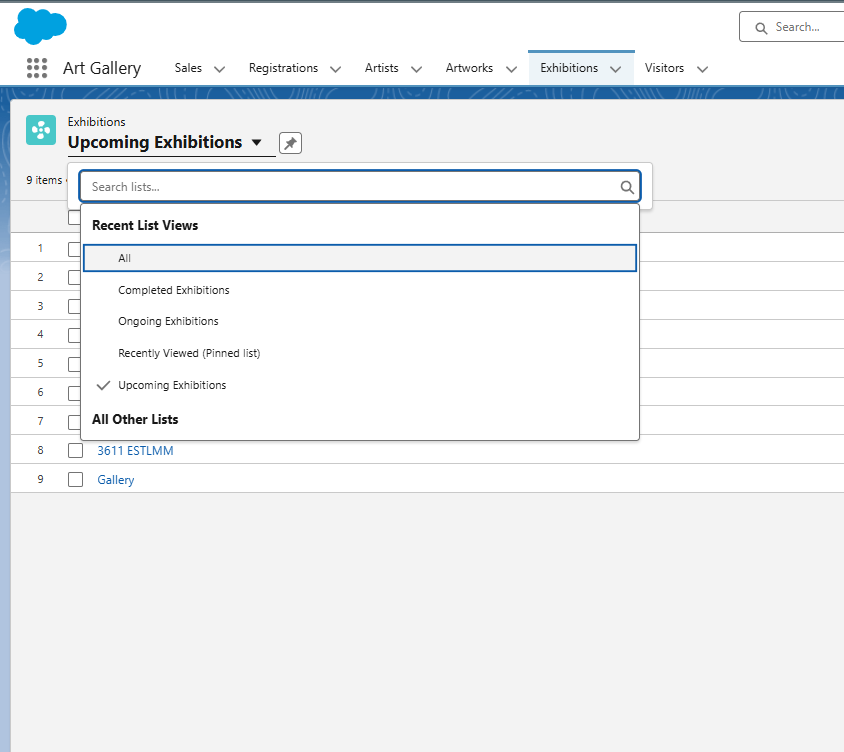 Search...
Art Gallery Sales Registrations Artists Artworks Exhibitions Visitors
Exhibitions
Upcoming Exhibitions
9 items
Search lists...
Recent List Views
1
All
2
Completed Exhibitions
3
Ongoing Exhibitions
4
Recently Viewed (Pinned list)
5
6
Upcoming Exhibitions
7
All Other Lists
8 3611 ESTLMM
9 Gallery